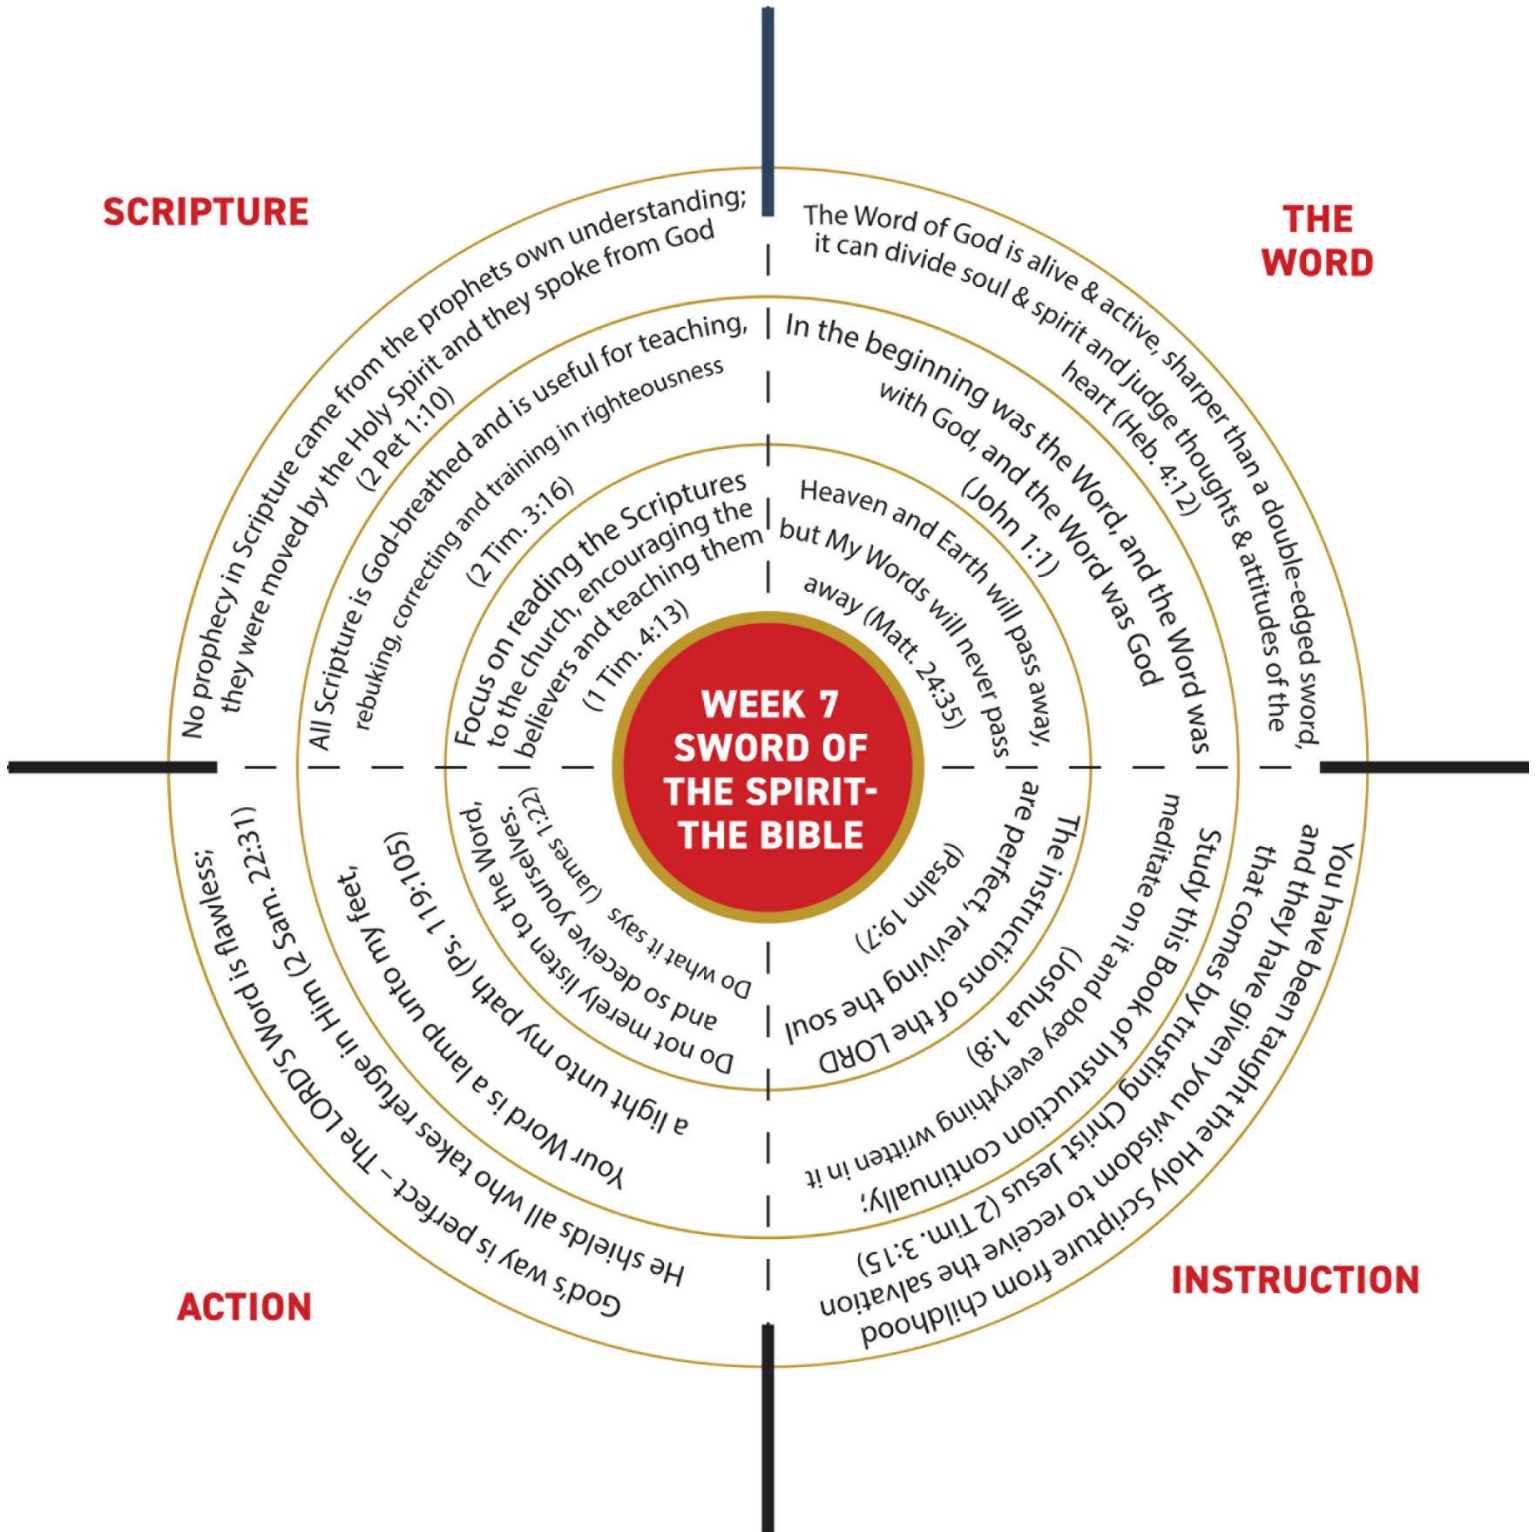 SCRIPTURE
No prophecy in Scripture came from the prophets own understanding;
they were moved by the Holy Spirit and they spoke from God
(2 Pet 1:10)
All Scripture is God-breathed and is useful for teaching,
rebuking, correcting and training in righteousness
(2 Tim. 3:16)
Focus on reading the Scriptures
to the church, encouraging the
believers and teaching them
(1 Tim. 4:13)
THE
WORD
The Word of God is alive & active, sharper than a double-edged sword,
it can divide soul & spirit and judge thoughts & attitudes of the
heart (Heb. 4:12)
In the beginning was the Word, and the Word was
with God, and the Word was God
(John 1:1)
Heaven and Earth will pass away,
but My Words will never pass
away (Matt. 24:35)
WEEK 7
SWORD OF
THE SPIRIT-
THE BIBLE
INSTRUCTION
You have been taught the Holy Scripture from childhood
and they have given you wisdom to receive the salvation
that comes by trusting Christ Jesus (2 Tim. 3:15)
Study this Book of Instruction continually;
meditate on it and obey everything written in it
(Joshua 1:8)
The instructions of the LORD
are perfect, reviving the soul
(Psalm 19:7)
ACTION
God's way is perfect – The LORD'S Word is flawless;
He shields all who takes refuge in Him (2 Sam. 22:31)
Your Word is a lamp unto my feet,
a light unto my path (Ps. 119:105)
Do not merely listen to the Word,
and so deceive yourselves.
Do what it says (James 1:22)